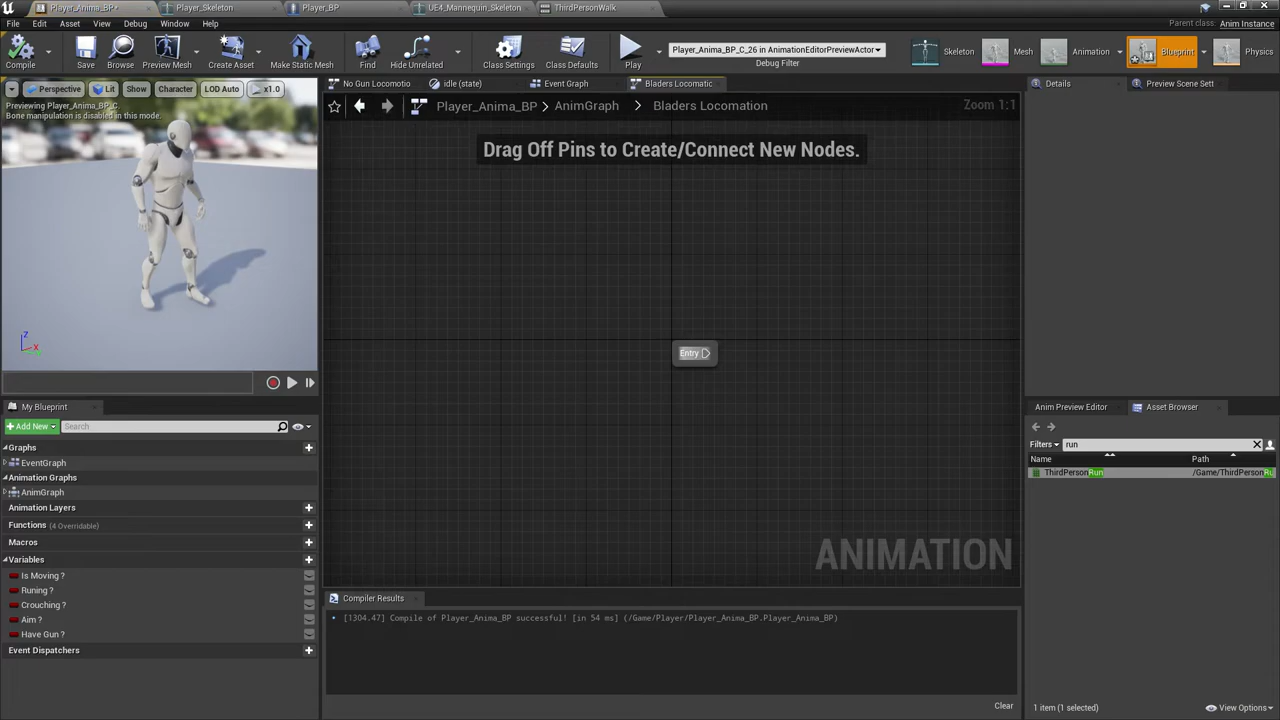 Player_Anima_BP*
Player_Skeleton
Player_BP
UE4_Mannequin_Skeleton
ThirdPersonWalk
File
Edit
Asset
View
Debug
Window
Help
Parent class: Anim Instance
Compile
Save
Browse
Preview Mesh
Create Asset
Make Static Mesh
Find
Hide Unrelated
Class Settings
Class Defaults
Play
Player_Anima_BP_C_26 in AnimationEditorPreviewActor
Debug Filter
Skeleton
Mesh
Animation
Blueprint
Physics
Perspective
Lit
Show
Character
LOD Auto
x1.0
Previewing Player_Anima_BP_C.
Bone manipulation is disabled in this mode.
Z
X
No Gun Locomotio
idle (state)
Event Graph
Bladers Locomatic
Player_Anima_BP > AnimGraph > Bladers Locomation
Zoom 1:1
Drag Off Pins to Create/Connect New Nodes.
Entry
ANIMATION
My Blueprint
Add New
Search
Graphs
EventGraph
Animation Graphs
AnimGraph
Animation Layers
Functions (4 Overridable)
Macros
Variables
Is Moving ?
Runing ?
Crouching ?
Aim ?
Have Gun ?
Event Dispatchers
Compiler Results
[1304.47] Compile of Player_Anima_BP successful! [in 54 ms] (/Game/Player/Player_Anima_BP.Player_Anima_BP)
Clear
Details
Preview Scene Sett
Anim Preview Editor
Asset Browser
Filters
run
Name
Path
ThirdPersonRun
/Game/ThirdPersonRu
1 item (1 selected)
View Options